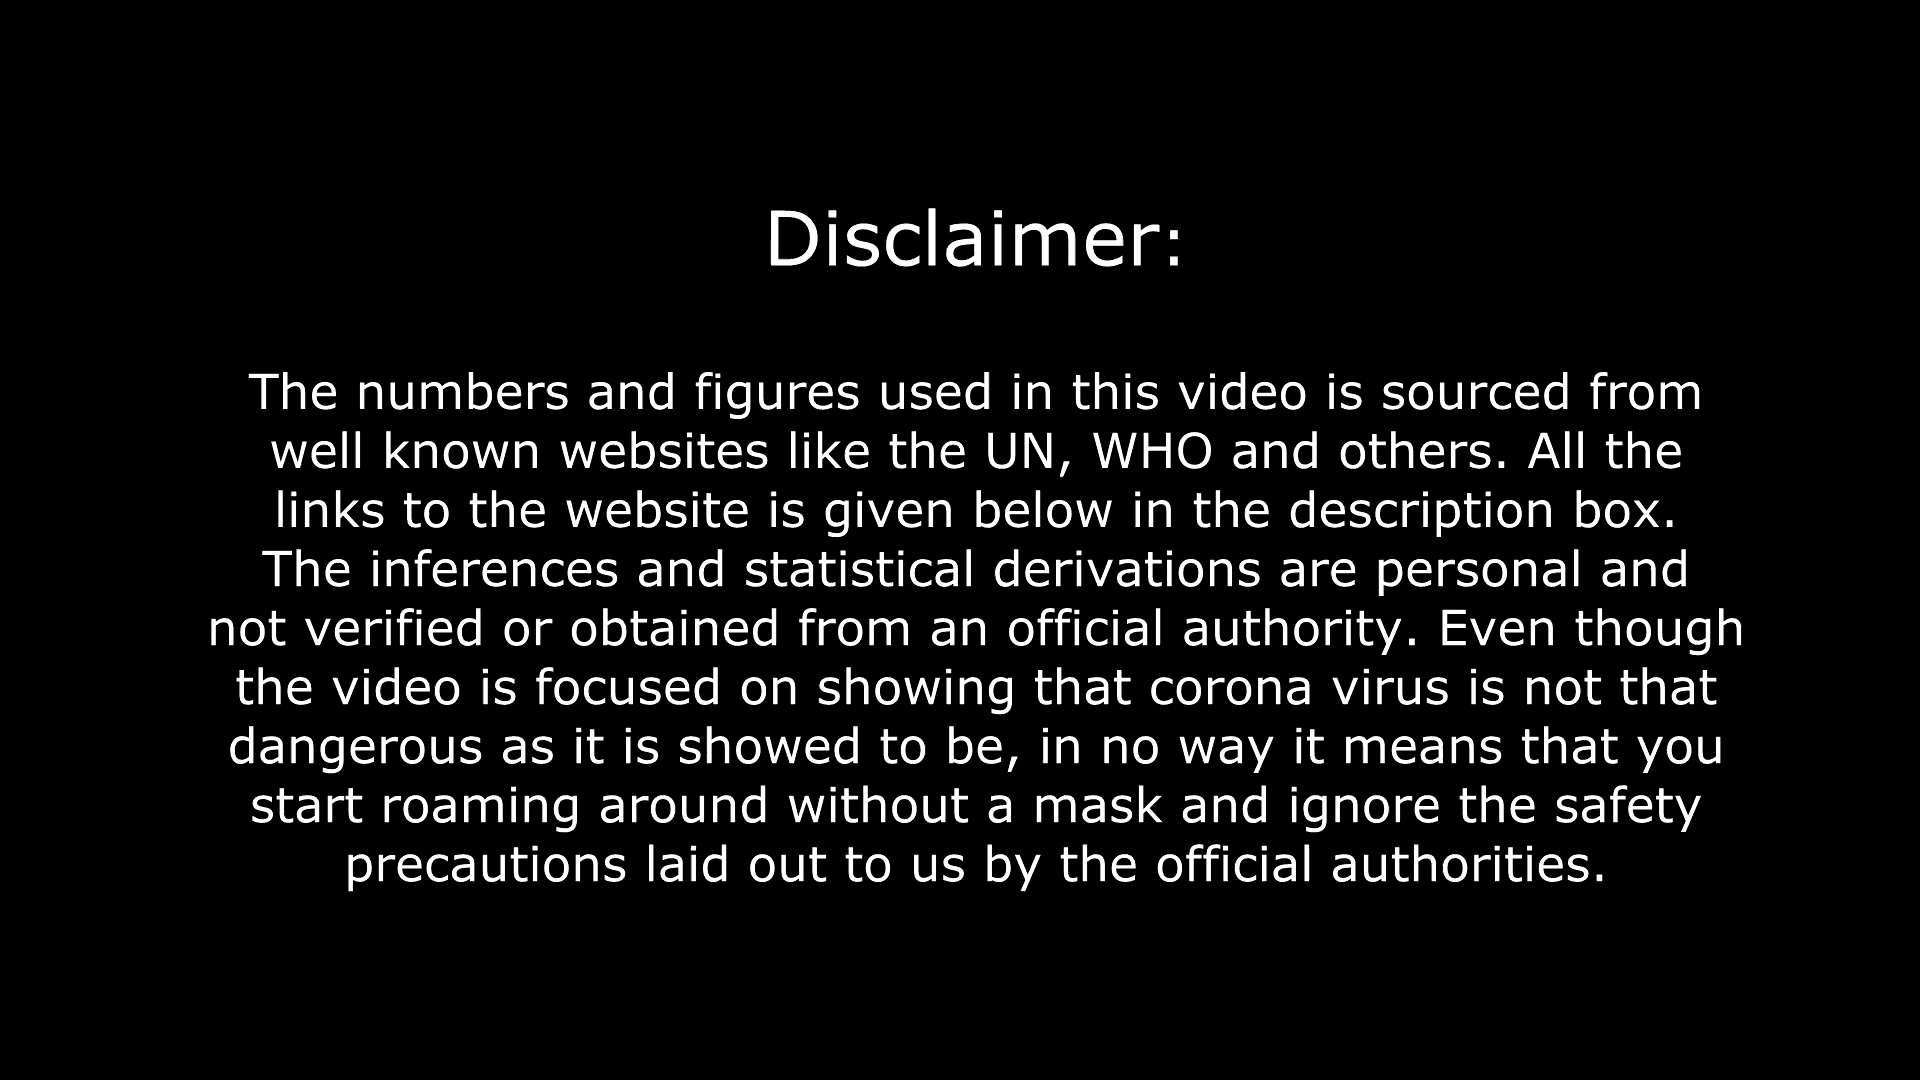 Disclaimer:
The numbers and figures used in this video is sourced from
well known websites like the UN, WHO and others. All the
links to the website is given below in the description box.
The inferences and statistical derivations are personal and
not verified or obtained from an official authority. Even though
the video is focused on showing that corona virus is not that
dangerous as it is showed to be, in no way it means that you
start roaming around without a mask and ignore the safety
precautions laid out to us by the official authorities.